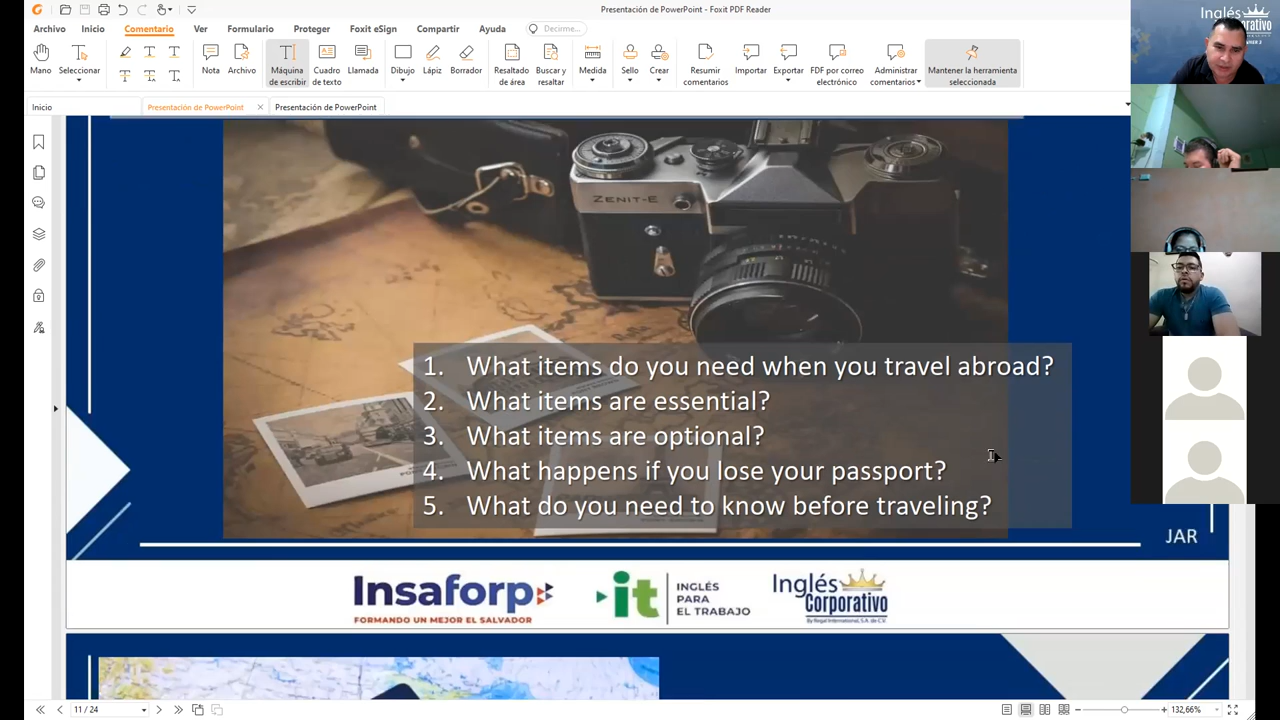 Presentación de PowerPoint - Foxit PDF Reader
Archivo Inicio Comentario Ver Formulario Proteger Foxit eSign Compartir Ayuda Decirme...
Mano
Seleccionar
Nota
Archivo
Máquina de escribir
Cuadro de texto
Llamada
Dibujo
Lápiz
Borrador
Resaltado de área
Buscar y resaltar
Medida
Sello
Crear
Resumir comentarios
Importar
Exportar
FDP por correo electrónico
Administrar comentarios
Mantener la herramienta seleccionada
Inicio
Presentación de PowerPoint
Presentación de PowerPoint
Inglés
Corporativo
ZENIT-E
1. What items do you need when you travel abroad?
2. What items are essential?
3. What items are optional?
4. What happens if you lose your passport?
5. What do you need to know before traveling?
JAR
Insaforp
FORMANDO UN MEJOR EL SALVADOR
it
INGLÉS
PARA
EL TRABAJO
Inglés
Corporativo
By Regal International, S.A. de C.V.
11 / 24
132,66%